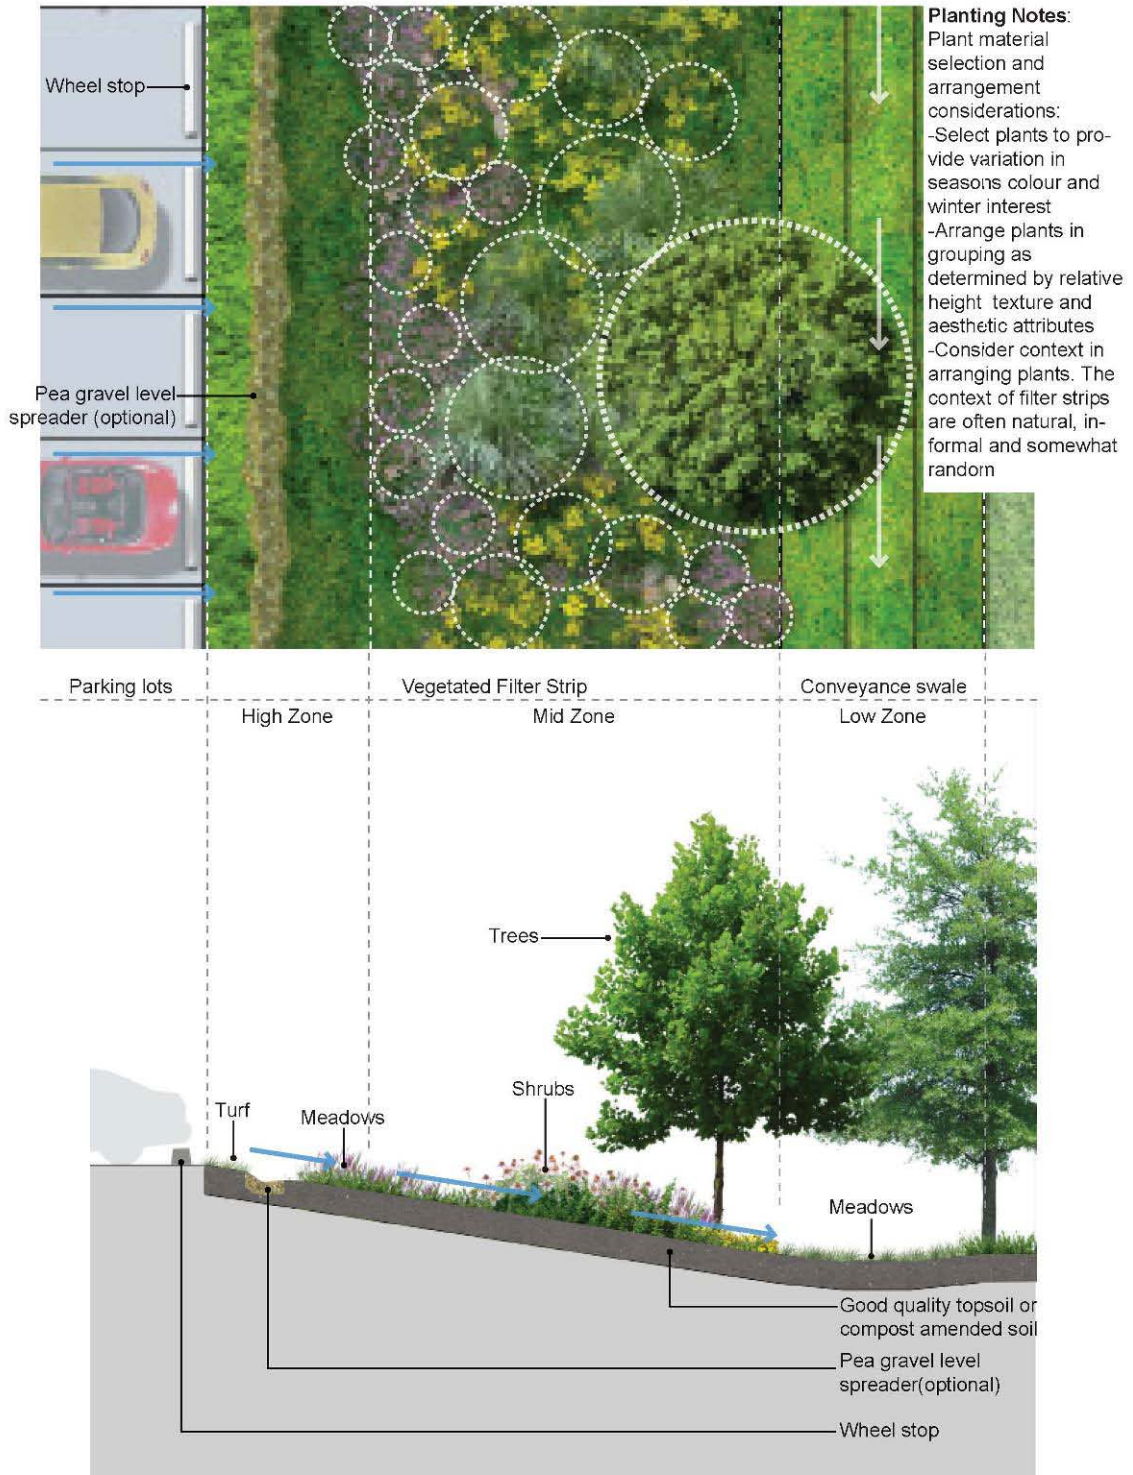 Planting Notes:
Plant material
selection and
arrangement
considerations:
-Select plants to pro-
vide variation in
seasons colour and
winter interest
-Arrange plants in
grouping as
determined by relative
height texture and
aesthetic attributes
-Consider context in
arranging plants. The
context of filter strips
are often natural, in-
formal and somewhat
random
Wheel stop
Pea gravel level
spreader (optional)
Parking lots
Vegetated Filter Strip
Conveyance swale
High Zone
Mid Zone
Low Zone
Trees
Shrubs
Turf
Meadows
Meadows
Good quality topsoil or
compost amended soil
Pea gravel level
spreader(optional)
Wheel stop